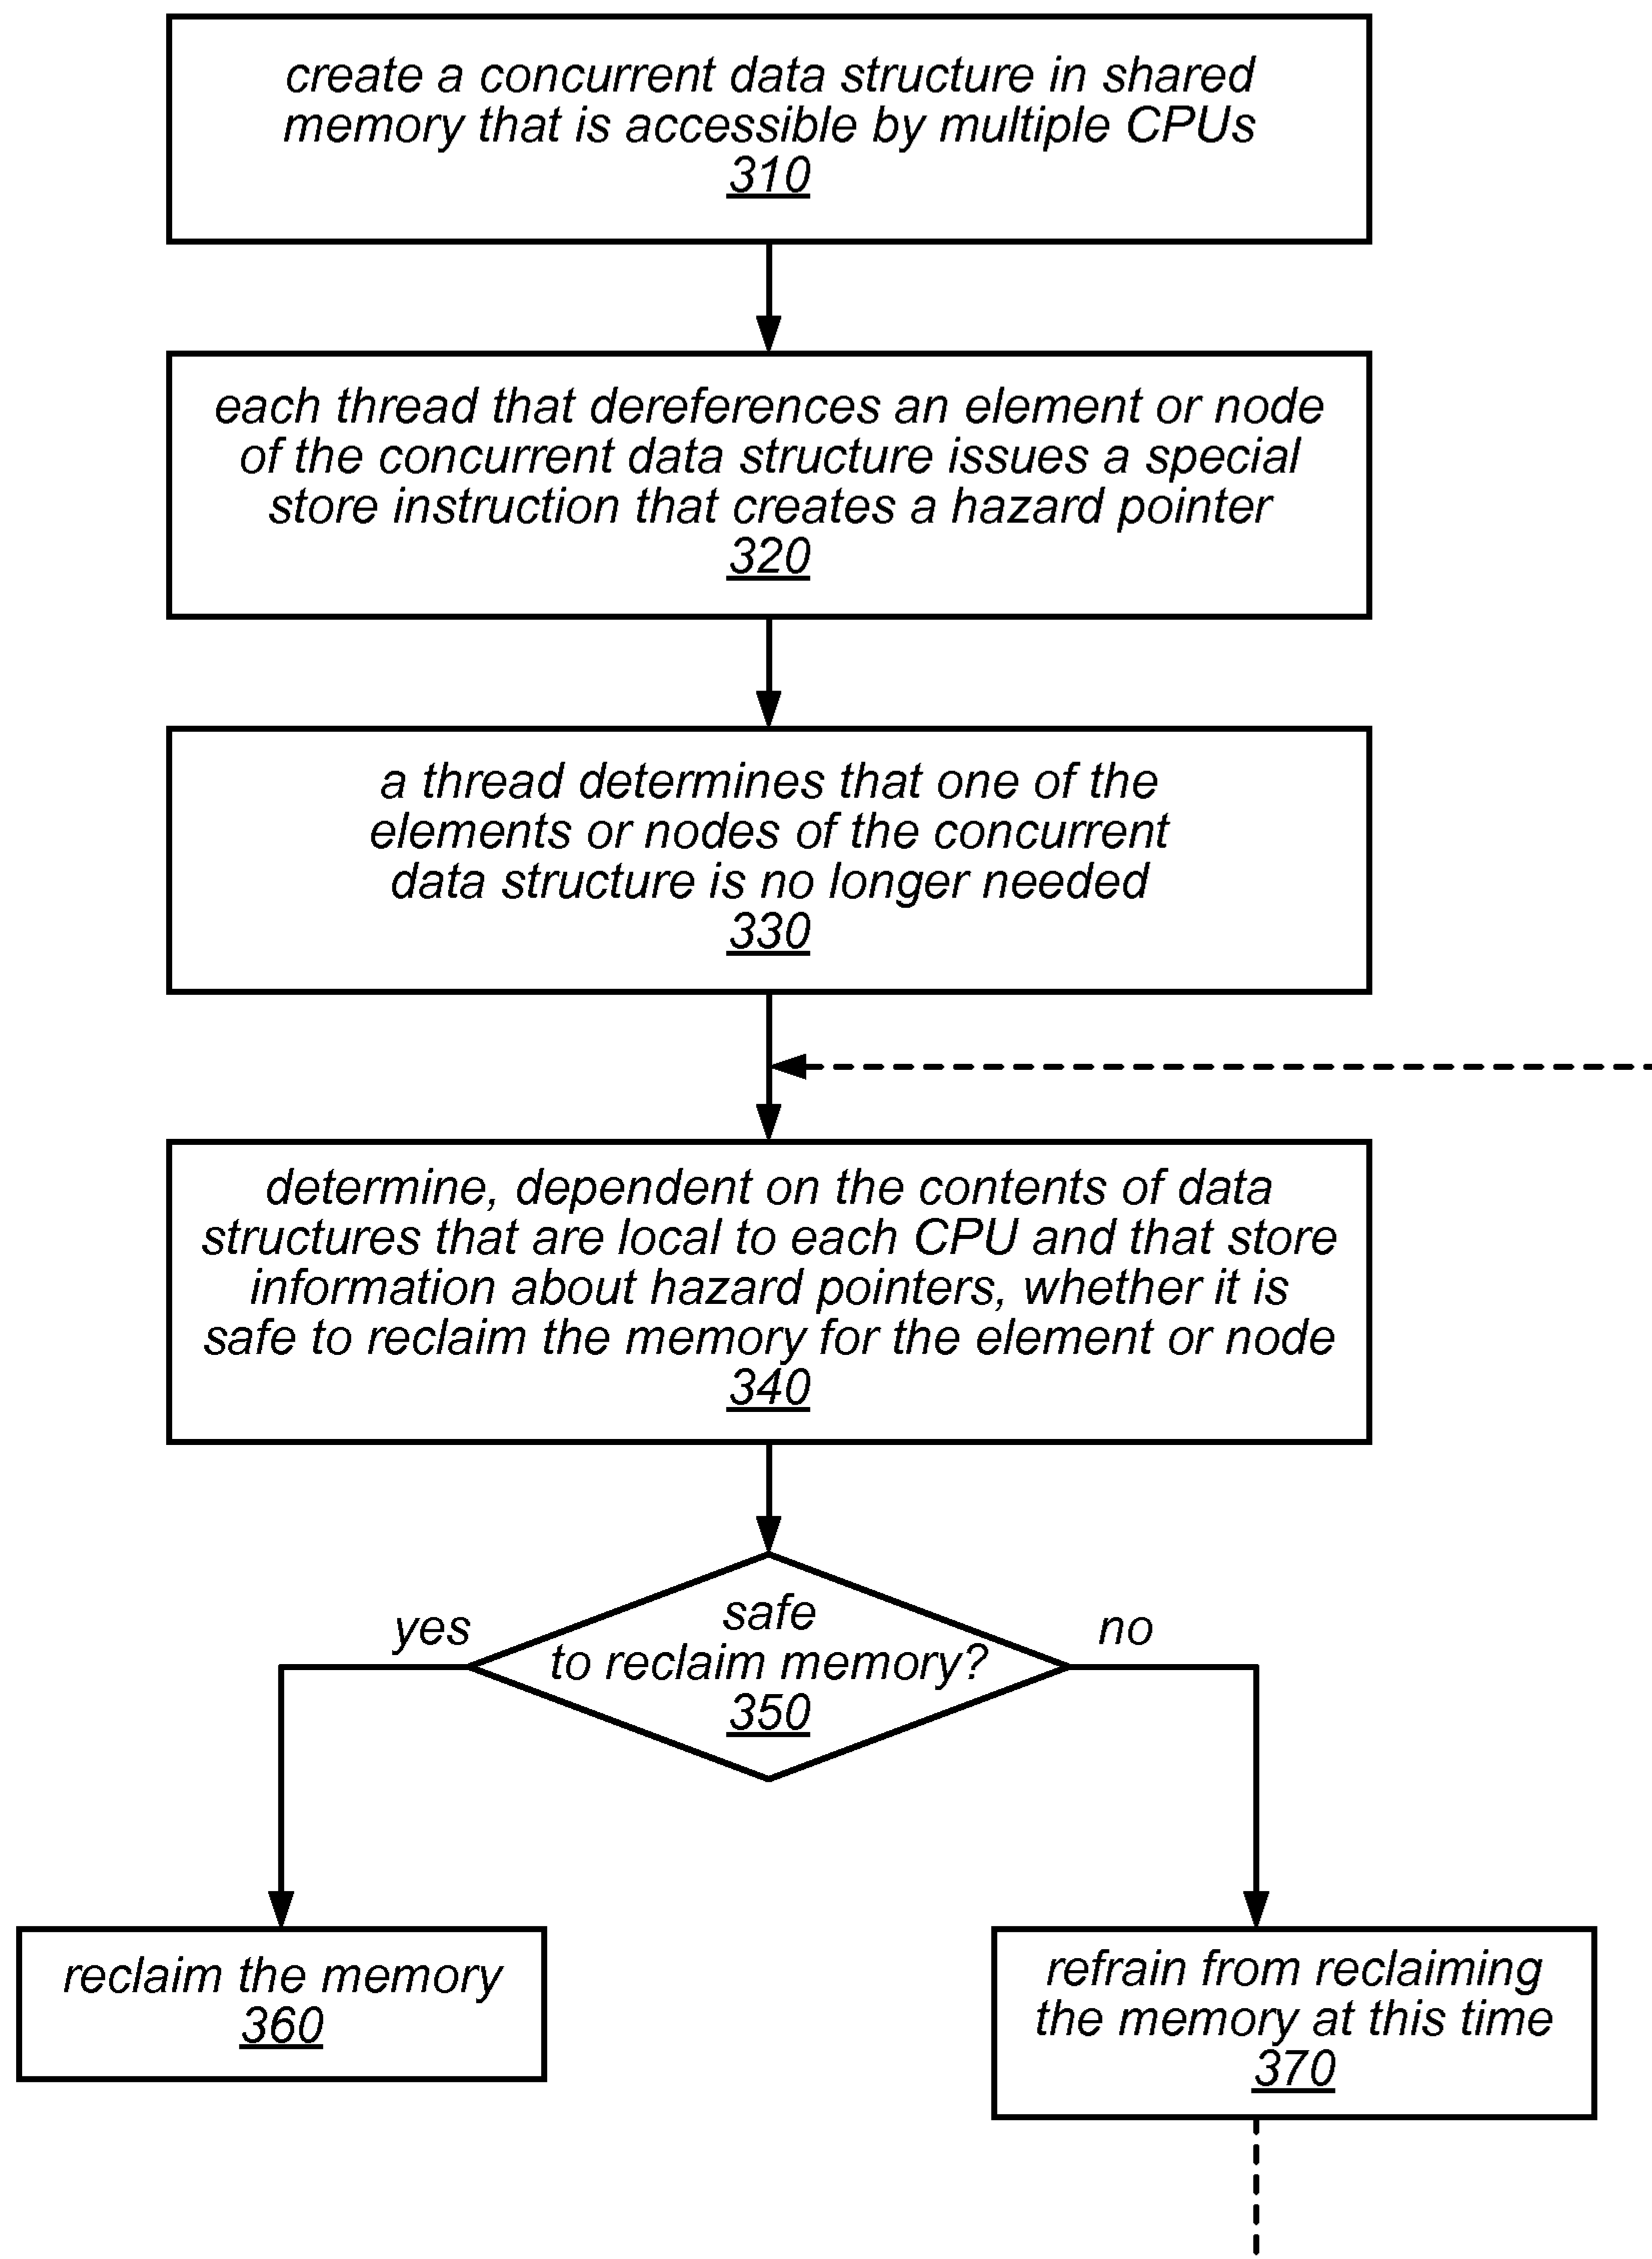 create a concurrent data structure in shared
memory that is accessible by multiple CPUs
310
each thread that dereferences an element or node
of the concurrent data structure issues a special
store instruction that creates a hazard pointer
320
a thread determines that one of the
elements or nodes of the concurrent
data structure is no longer needed
330
determine, dependent on the contents of data
structures that are local to each CPU and that store
information about hazard pointers, whether it is
safe to reclaim the memory for the element or node
340
safe
yes
no
to reclaim memory?
350
reclaim the memory
360
refrain from reclaiming
the memory at this time
370